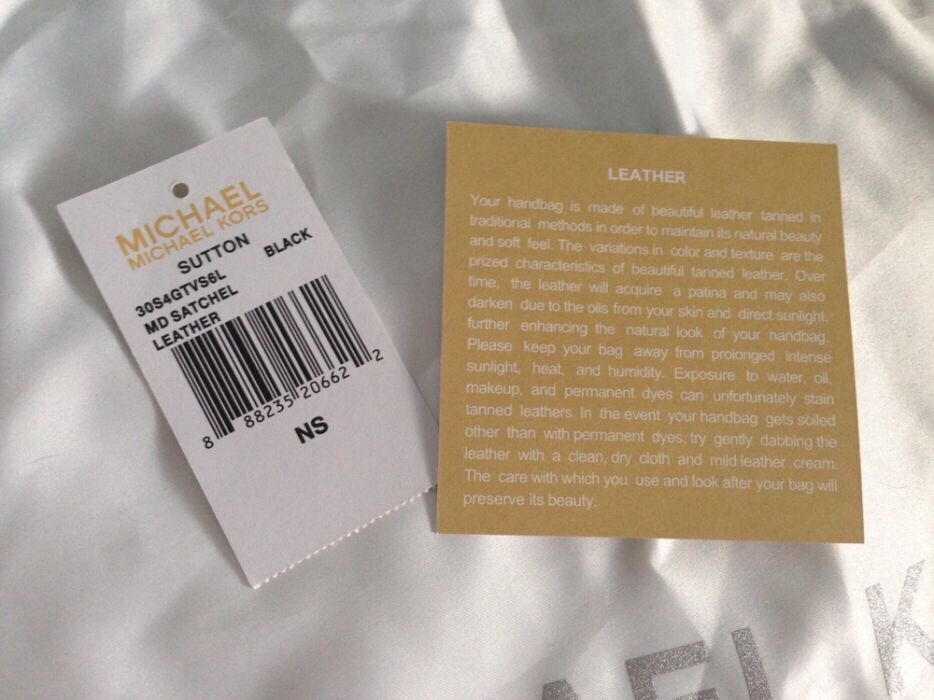 MICHAEL
MICHAEL KORS
SUTTON
BLACK
30S4GTVS6L
MD SATCHEL
LEATHER
8 88235 20662 2
NS
LEATHER
Your handbag is made of beautiful leather tanned in
traditional methods in order to maintain its natural beauty
and soft feel. The variations in color and texture are the
prized characteristics of beautiful tanned leather. Over
time, the leather will acquire a patina and may also
darken due to the oils from your skin and direct sunlight,
further enhancing the natural look of your handbag.
Please keep your bag away from prolonged intense
sunlight, heat, and humidity. Exposure to water, oil,
makeup, and permanent dyes can unfortunately stain
tanned leathers. In the event your handbag gets soiled
other than with permanent dyes, try gently dabbing the
leather with a clean, dry cloth and mild leather cream.
The care with which you use and look after your bag will
preserve its beauty.
AEL K